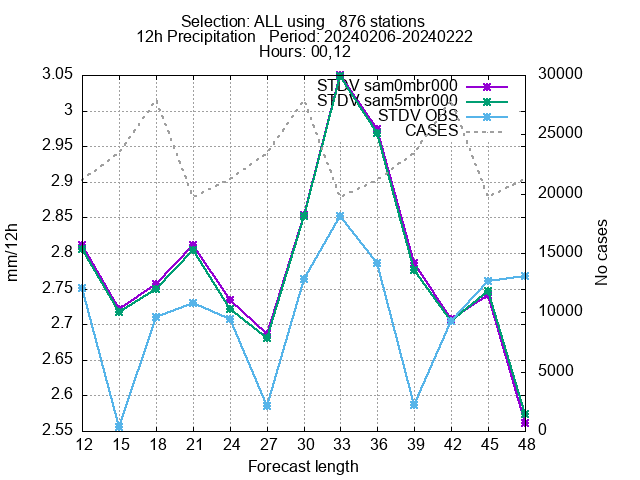 Selection: ALL using   876 stations
12h Precipitation   Period: 20240206-20240222
Hours: 00,12
STDV sam0mbr000
STDV sam5mbr000
STDV OBS
CASES
mm/12h
3.05
3
2.95
2.9
2.85
2.8
2.75
2.7
2.65
2.6
2.55
30000
25000
20000
15000
10000
5000
0
No cases
12 15 18 21 24 27 30 33 36 39 42 45 48
Forecast length